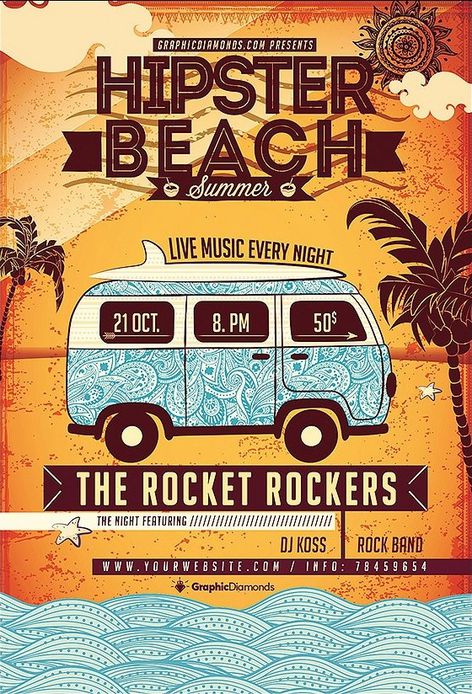 GRAPHICDIAMONDS.COM PRESENTS
HIPSTER
BEACH
Summer
LIVE MUSIC EVERY NIGHT
21 OCT. 8. PM 50$
THE ROCKET ROCKERS
THE NIGHT FEATURING //////////////////////////////////
DJ KOSS ROCK BAND
WWW.YOURWEBSITE.COM / INFO: 78459654
GraphicDiamonds